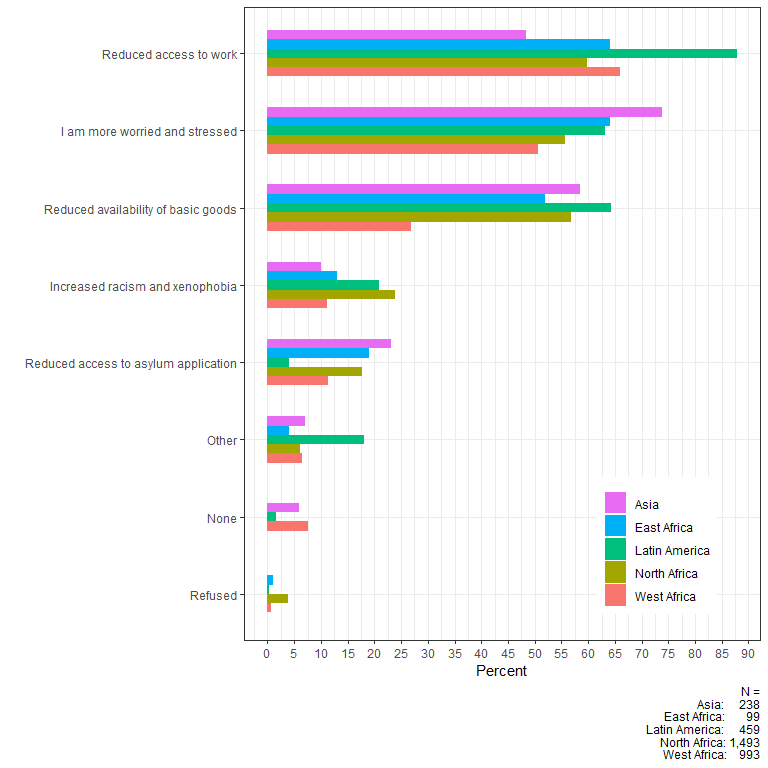 Reduced access to work
I am more worried and stressed
Reduced availability of basic goods
Increased racism and xenophobia
Reduced access to asylum application
Other
None
Refused
Asia
East Africa
Latin America
North Africa
West Africa
0 5 10 15 20 25 30 35 40 45 50 55 60 65 70 75 80 85 90
Percent
N =
Asia: 238
East Africa: 99
Latin America: 459
North Africa: 1,493
West Africa: 993